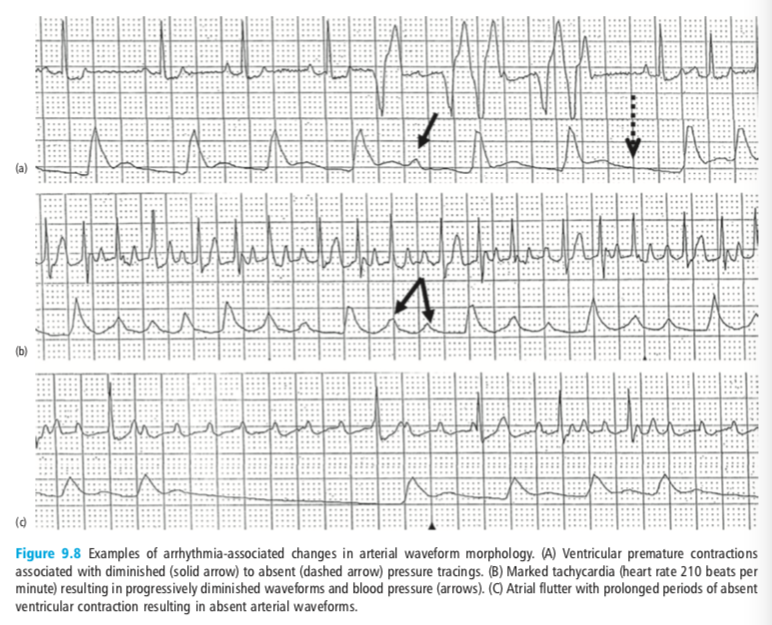 (a)
(b)
(c)
Figure 9.8 Examples of arrhythmia-associated changes in arterial waveform morphology. (A) Ventricular premature contractions
associated with diminished (solid arrow) to absent (dashed arrow) pressure tracings. (B) Marked tachycardia (heart rate 210 beats per
minute) resulting in progressively diminished waveforms and blood pressure (arrows). (C) Atrial flutter with prolonged periods of absent
ventricular contraction resulting in absent arterial waveforms.